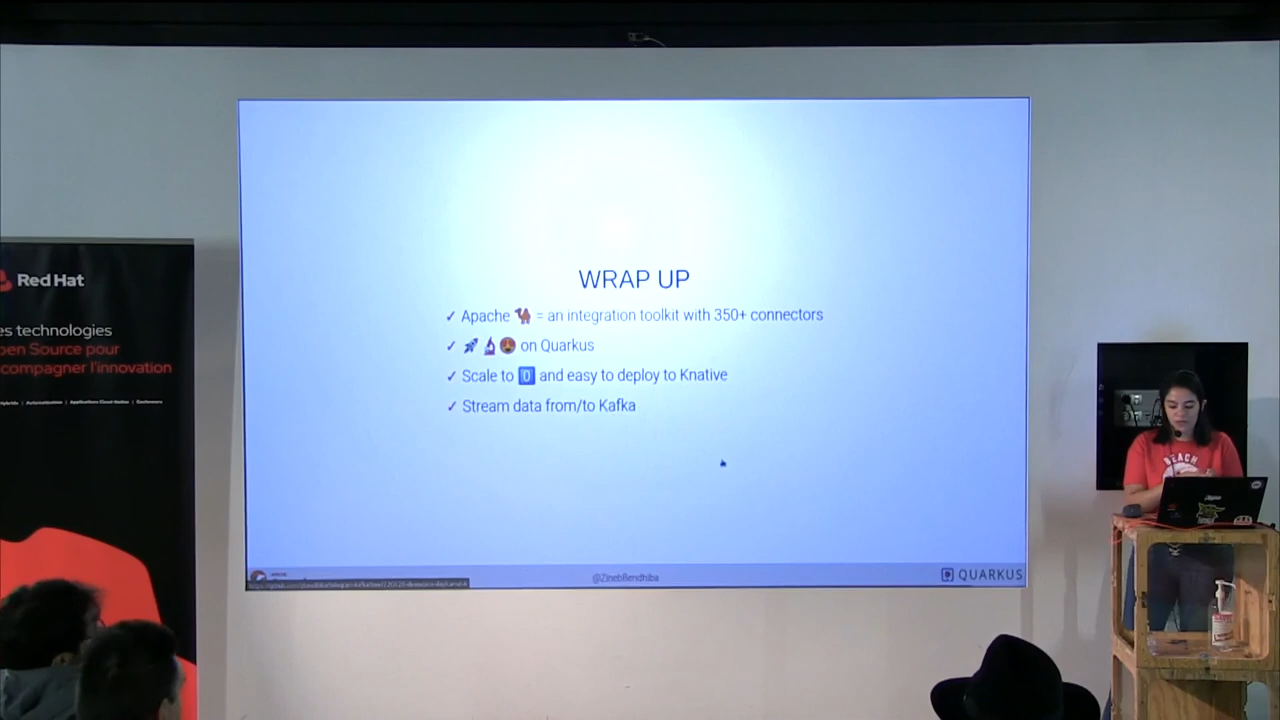 Red Hat
es technologies
pen Source pour
compagner l'innovation
WRAP UP
✓ Apache 🐫 = an integration toolkit with 350+ connectors
✓ 🚀🔬😍 on Quarkus
✓ Scale to 0️⃣ and easy to deploy to Knative
✓ Stream data from/to Kafka
@ZinebBendhiba
QUARKUS
BEACH